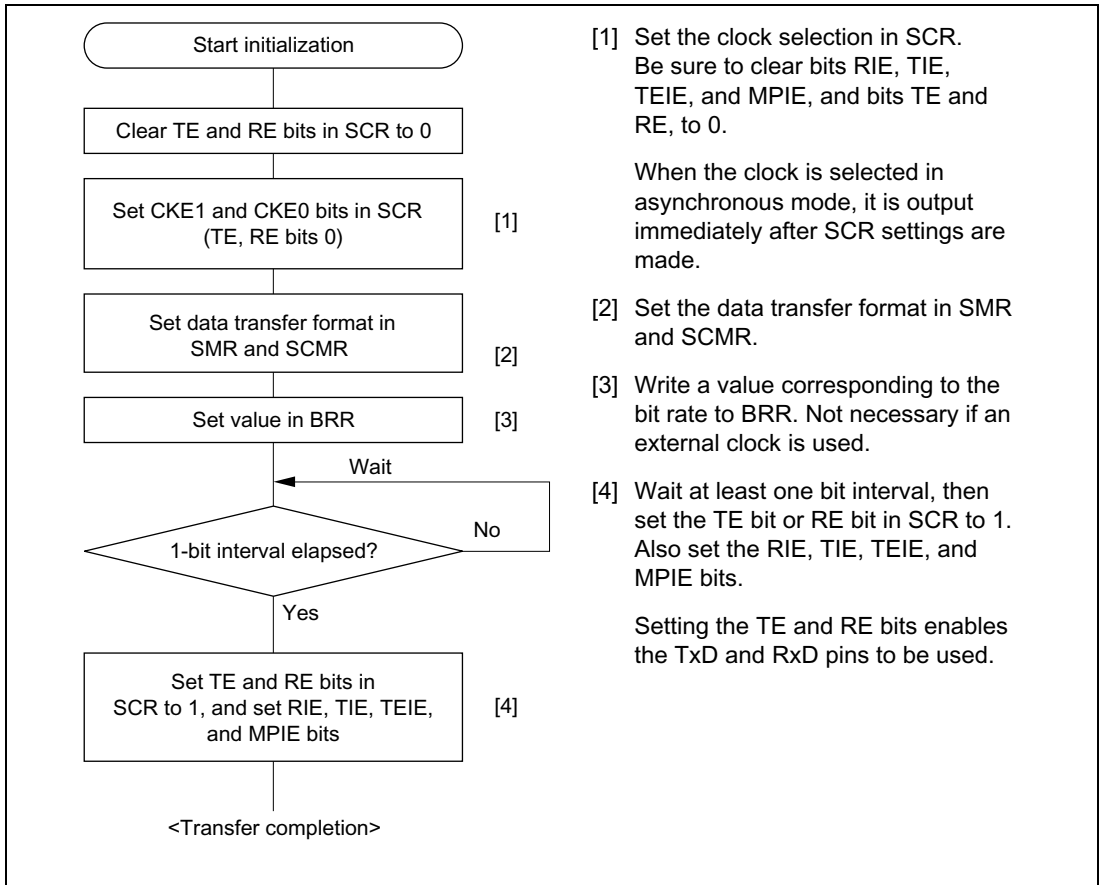 Start initialization
Clear TE and RE bits in SCR to 0
Set CKE1 and CKE0 bits in SCR
(TE, RE bits 0)
[1]
Set data transfer format in
SMR and SCMR
[2]
Set value in BRR
[3]
Wait
1-bit interval elapsed?
No
Yes
Set TE and RE bits in
SCR to 1, and set RIE, TIE, TEIE,
and MPIE bits
[4]
<Transfer completion>
[1] Set the clock selection in SCR.
Be sure to clear bits RIE, TIE,
TEIE, and MPIE, and bits TE and
RE, to 0.
When the clock is selected in
asynchronous mode, it is output
immediately after SCR settings are
made.
[2] Set the data transfer format in SMR
and SCMR.
[3] Write a value corresponding to the
bit rate to BRR. Not necessary if an
external clock is used.
[4] Wait at least one bit interval, then
set the TE bit or RE bit in SCR to 1.
Also set the RIE, TIE, TEIE, and
MPIE bits.
Setting the TE and RE bits enables
the TxD and RxD pins to be used.